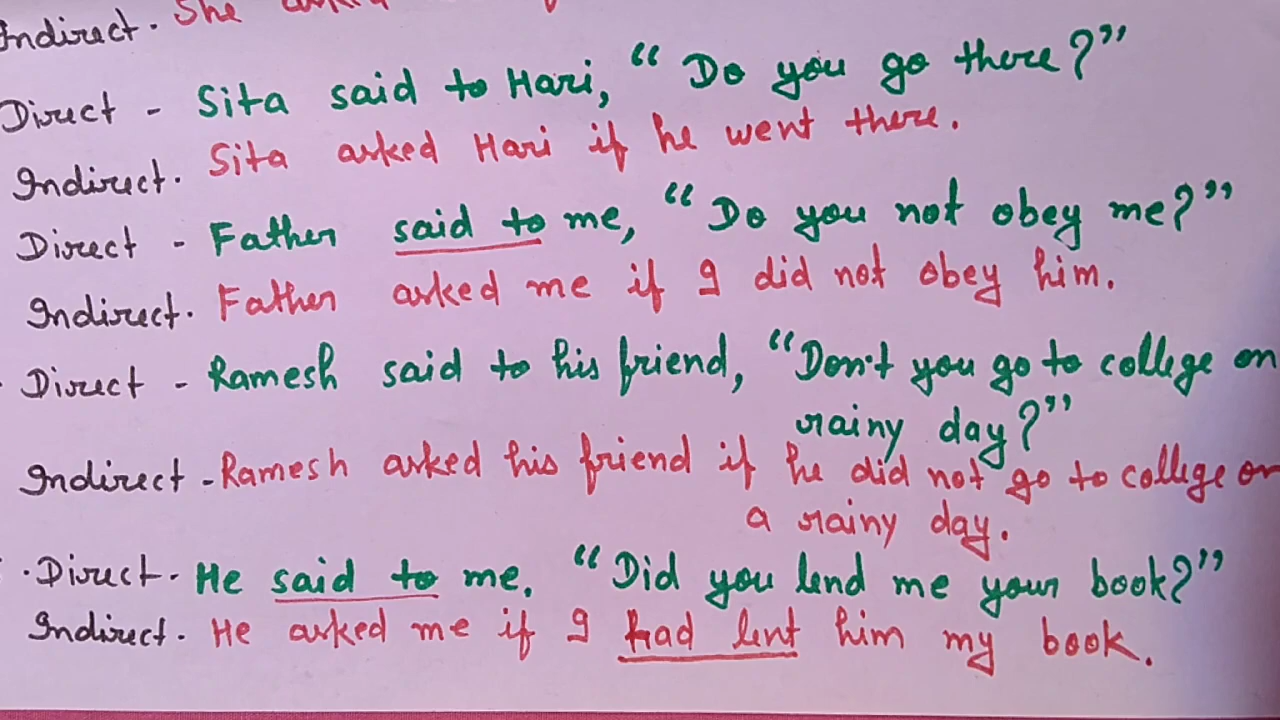 Indirect. She asked
Direct - Sita said to Hari, "Do you go there?"
Indirect. Sita asked Hari if he went there.
Direct - Father said to me, "Do you not obey me?"
Indirect. Father asked me if I did not obey him.
Direct - Ramesh said to his friend, "Don't you go to college on
rainy day?"
Indirect - Ramesh asked his friend if he did not go to college on
a rainy day.
Direct. He said to me, "Did you lend me your book?"
Indirect. He asked me if I had lent him my book.